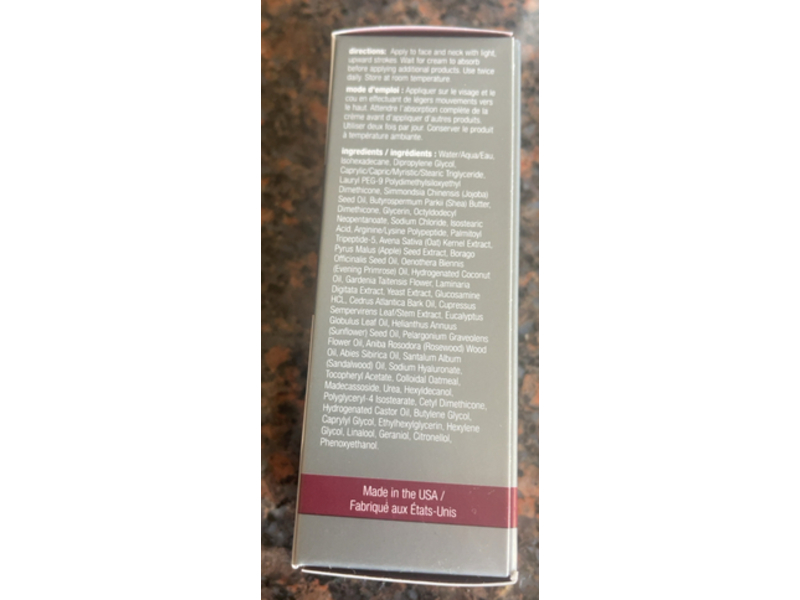 directions: Apply to face and neck with light,
upward strokes. Wait for cream to absorb
before applying additional products. Use twice
daily. Store at room temperature.
mode d'emploi : Appliquer sur le visage et le
cou en effectuant de légers mouvements vers
le haut. Attendre l'absorption complète de la
crème avant d'appliquer d'autres produits.
Utiliser deux fois par jour. Conserver le produit
à température ambiante.
ingredients / ingrédients : Water/Aqua/Eau,
Isohexadecane, Dipropylene Glycol,
Caprylic/Capric/Myristic/Stearic Triglyceride,
Lauryl PEG-9 Polydimethylsiloxyethyl
Dimethicone, Simmondsia Chinensis (Jojoba)
Seed Oil, Butyrospermum Parkii (Shea) Butter,
Dimethicone, Glycerin, Octyldodecyl
Neopentanoate, Sodium Chloride, Isostearic
Acid, Arginine/Lysine Polypeptide, Palmitoyl
Tripeptide-5, Avena Sativa (Oat) Kernel Extract,
Pyrus Malus (Apple) Seed Extract, Borago
Officinalis Seed Oil, Oenothera Biennis
(Evening Primrose) Oil, Hydrogenated Coconut
Oil, Gardenia Taitensis Flower, Laminaria
Digitata Extract, Yeast Extract, Glucosamine
HCL, Cedrus Atlantica Bark Oil, Cupressus
Sempervirens Leaf/Stem Extract, Eucalyptus
Globulus Leaf Oil, Helianthus Annuus
(Sunflower) Seed Oil, Pelargonium Graveolens
Flower Oil, Aniba Rosodora (Rosewood) Wood
Oil, Abies Sibirica Oil, Santalum Album
(Sandalwood) Oil, Sodium Hyaluronate,
Tocopheryl Acetate, Colloidal Oatmeal,
Madecassoside, Urea, Hexyldecanol,
Polyglyceryl-4 Isostearate, Cetyl Dimethicone,
Hydrogenated Castor Oil, Butylene Glycol,
Caprylyl Glycol, Ethylhexylglycerin, Hexylene
Glycol, Linalool, Geraniol, Citronellol,
Phenoxyethanol.
Made in the USA /
Fabriqué aux États-Unis